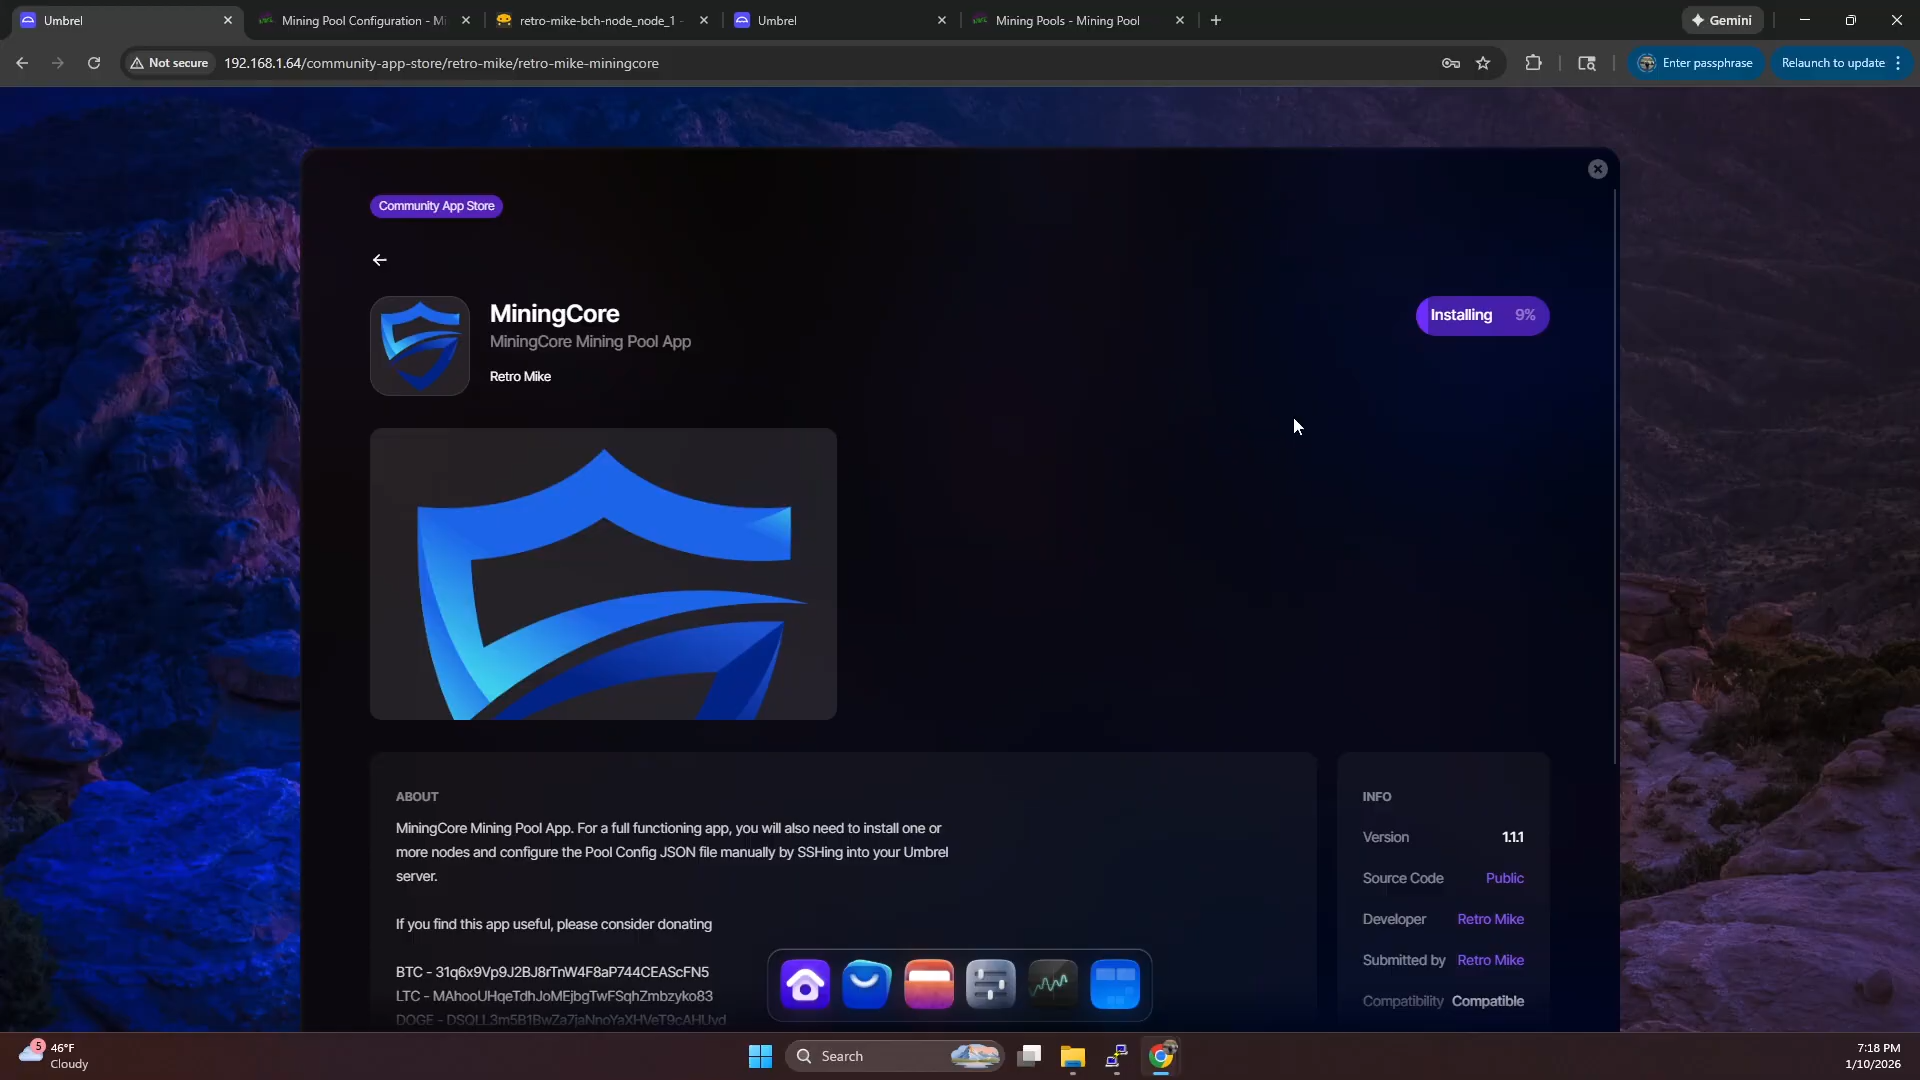 Umbrel
Mining Pool Configuration - Mi
retro-mike-bch-node_node_1 -
Umbrel
Mining Pools - Mining Pool
Gemini
Not secure
192.168.1.64/community-app-store/retro-mike/retro-mike-miningcore
Enter passphrase
Relaunch to update
Community App Store
MiningCore
MiningCore Mining Pool App
Retro Mike
Installing 9%
ABOUT
MiningCore Mining Pool App. For a full functioning app, you will also need to install one or
more nodes and configure the Pool Config JSON file manually by SSHing into your Umbrel
server.
If you find this app useful, please consider donating
BTC - 31q6x9Vp9J2BJ8rTnW4F8aP744CEAScFN5
LTC - MAhooUHqeTdhJoMEjbgTwFSqhZmbzyko83
DOGE - DSQLL3m5B1BwZa7jaNnoYaXHVeT9cAHUvd
INFO
Version 1.1.1
Source Code Public
Developer Retro Mike
Submitted by Retro Mike
Compatibility Compatible
5
46°F
Cloudy
Search
7:18 PM
1/10/2026